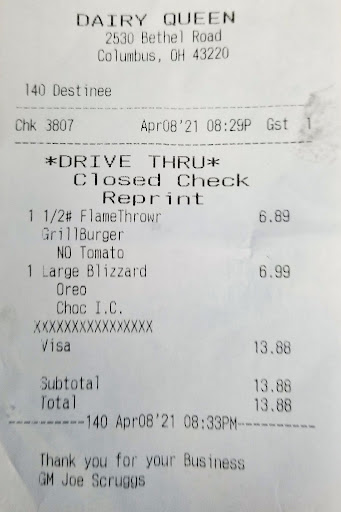 DAIRY QUEEN
2530 Bethel Road
Columbus, OH 43220
140 Destinee
Chk 3807 Apr08'21 08:29P Gst 1
*DRIVE THRU*
Closed Check
Reprint
1 1/2# FlameThrowr 6.89
GrillBurger
NO Tomato
1 Large Blizzard 6.99
Oreo
Choc I.C.
XXXXXXXXXXXXXXXX
Visa 13.88
Subtotal 13.88
Total 13.88
----------140 Apr08'21 08:33PM----------
Thank you for your Business
GM Joe Scruggs